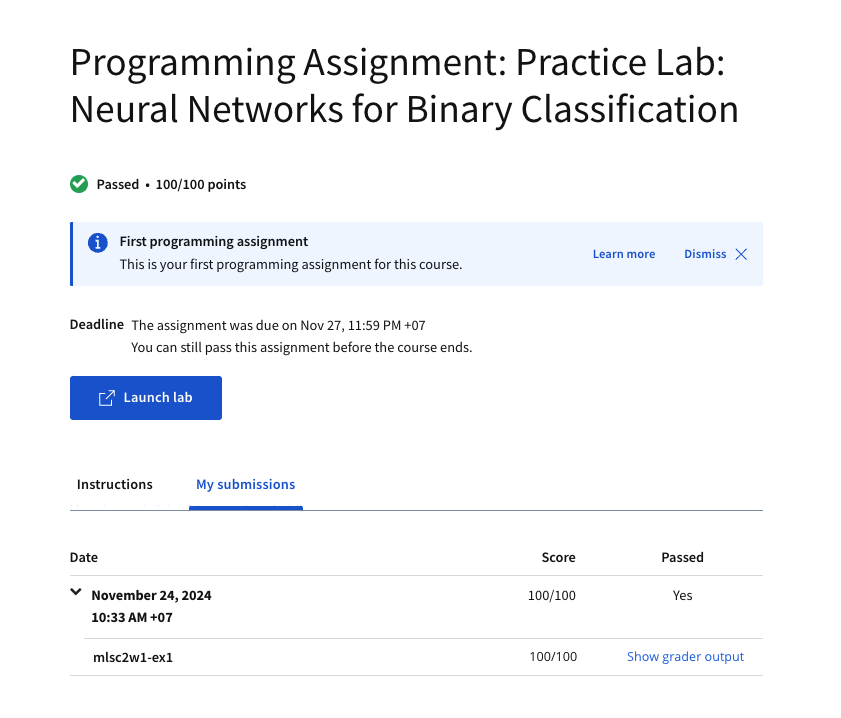 Programming Assignment: Practice Lab:
Neural Networks for Binary Classification
Passed • 100/100 points
First programming assignment
This is your first programming assignment for this course.
Learn more
Dismiss
Deadline
The assignment was due on Nov 27, 11:59 PM +07
You can still pass this assignment before the course ends.
Launch lab
Instructions
My submissions
Date Score Passed
November 24, 2024 100/100 Yes
10:33 AM +07
mlsc2w1-ex1 100/100 Show grader output